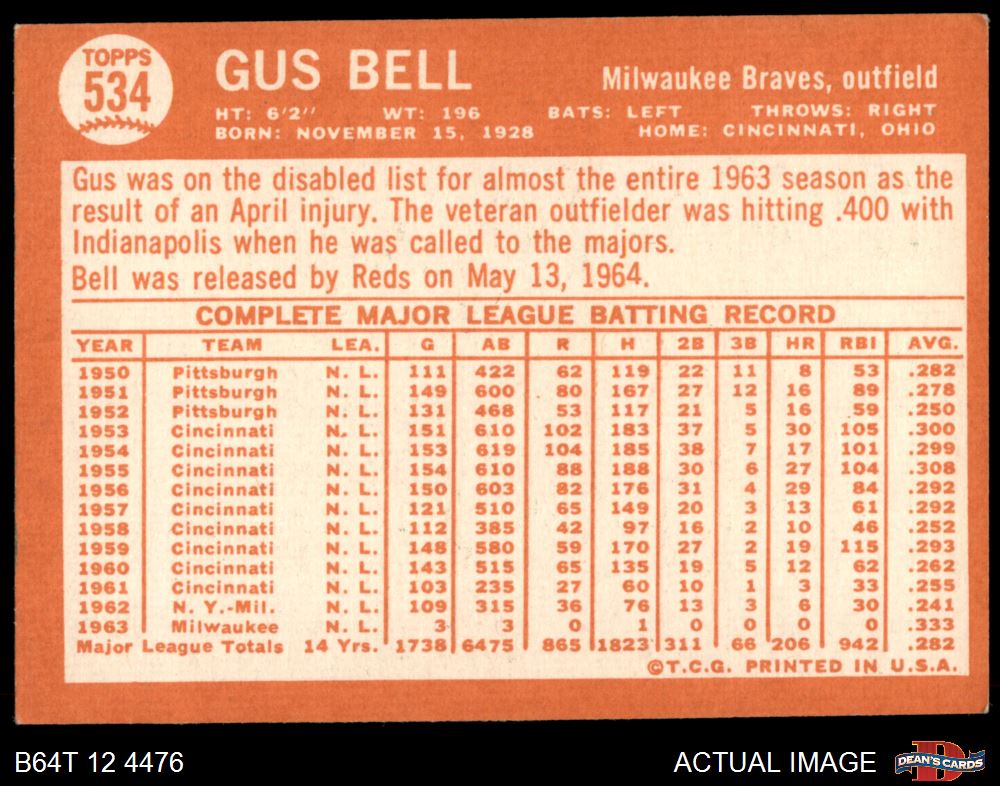 TOPPS
534
GUS BELL
Milwaukee Braves, outfield
HT: 6'2" WT: 196 BATS: LEFT THROWS: RIGHT
BORN: NOVEMBER 15, 1928 HOME: CINCINNATI, OHIO
Gus was on the disabled list for almost the entire 1963 season as the
result of an April injury. The veteran outfielder was hitting .400 with
Indianapolis when he was called to the majors.
Bell was released by Reds on May 13, 1964.
COMPLETE MAJOR LEAGUE BATTING RECORD
YEAR TEAM LEA. G AB R H 2B 3B HR RBI AVG.
1950 Pittsburgh N. L. 111 422 62 119 22 11 8 53 .282
1951 Pittsburgh N. L. 149 600 80 167 27 12 16 89 .278
1952 Pittsburgh N. L. 131 468 53 117 21 5 16 59 .250
1953 Cincinnati N. L. 151 610 102 183 37 5 30 105 .300
1954 Cincinnati N. L. 153 619 104 185 38 7 17 101 .299
1955 Cincinnati N. L. 154 610 88 188 30 6 27 104 .308
1956 Cincinnati N. L. 150 603 82 176 31 4 29 84 .292
1957 Cincinnati N. L. 121 510 65 149 20 3 13 61 .292
1958 Cincinnati N. L. 112 385 42 97 16 2 10 46 .252
1959 Cincinnati N. L. 148 580 59 170 27 2 19 115 .293
1960 Cincinnati N. L. 143 515 65 135 19 5 12 62 .262
1961 Cincinnati N. L. 103 235 27 60 10 1 3 33 .255
1962 N. Y.-Mil. N. L. 109 315 36 76 13 3 6 30 .241
1963 Milwaukee N. L. 3 3 0 1 0 0 0 0 .333
Major League Totals 14 Yrs. 1738 6475 865 1823 311 66 206 942 .282
©T.C.G. PRINTED IN U.S.A.
B64T 12 4476
ACTUAL IMAGE
D
DEAN'S CARDS